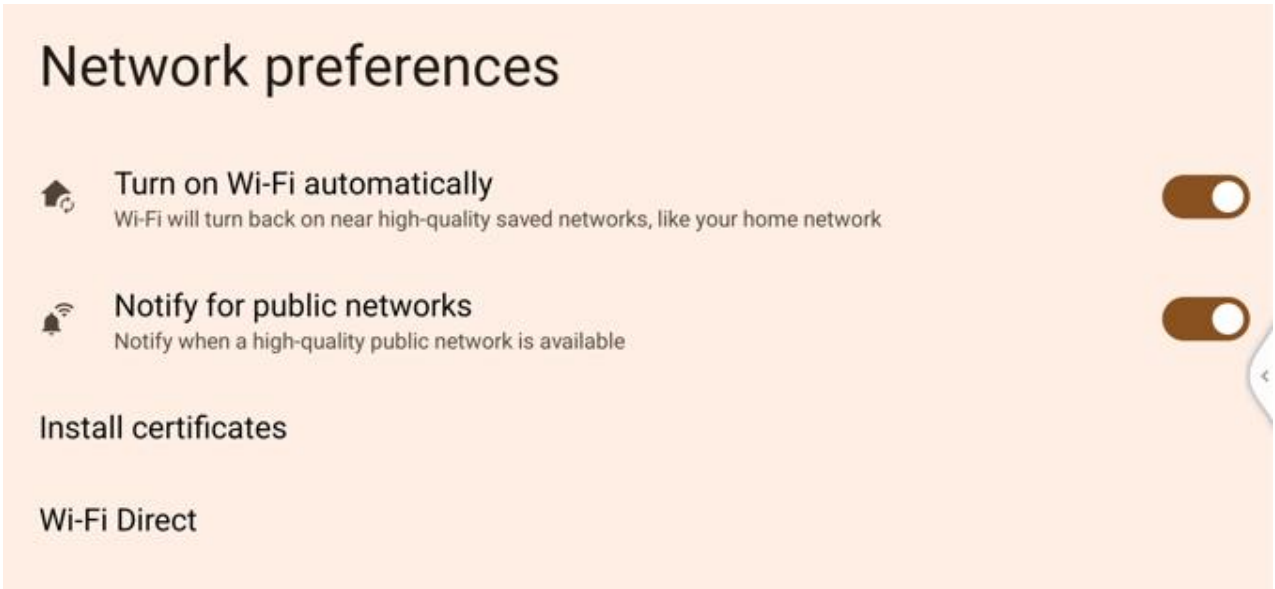 Network preferences
Turn on Wi-Fi automatically
Wi-Fi will turn back on near high-quality saved networks, like your home network
Notify for public networks
Notify when a high-quality public network is available
Install certificates
Wi-Fi Direct